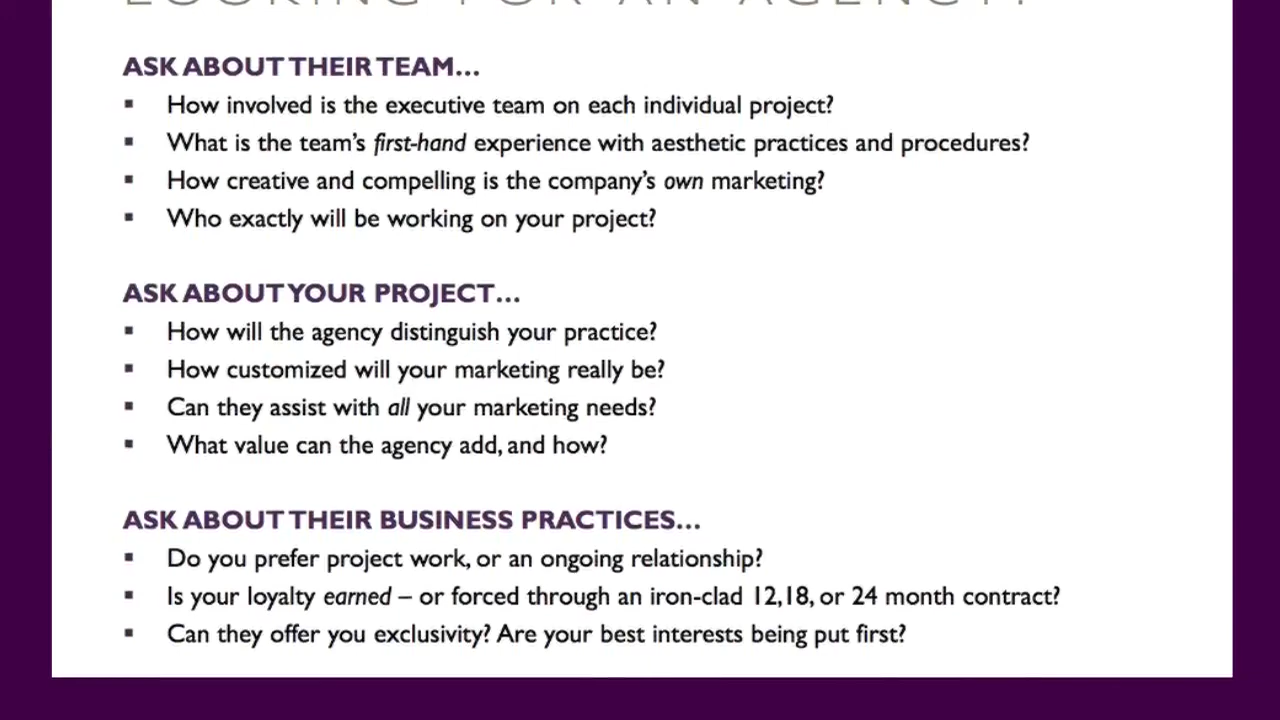 LOOKING FOR AN AGENCY?
ASK ABOUT THEIR TEAM...
▪ How involved is the executive team on each individual project?
▪ What is the team's first-hand experience with aesthetic practices and procedures?
▪ How creative and compelling is the company's own marketing?
▪ Who exactly will be working on your project?
ASK ABOUT YOUR PROJECT...
▪ How will the agency distinguish your practice?
▪ How customized will your marketing really be?
▪ Can they assist with all your marketing needs?
▪ What value can the agency add, and how?
ASK ABOUT THEIR BUSINESS PRACTICES...
▪ Do you prefer project work, or an ongoing relationship?
▪ Is your loyalty earned – or forced through an iron-clad 12,18, or 24 month contract?
▪ Can they offer you exclusivity? Are your best interests being put first?